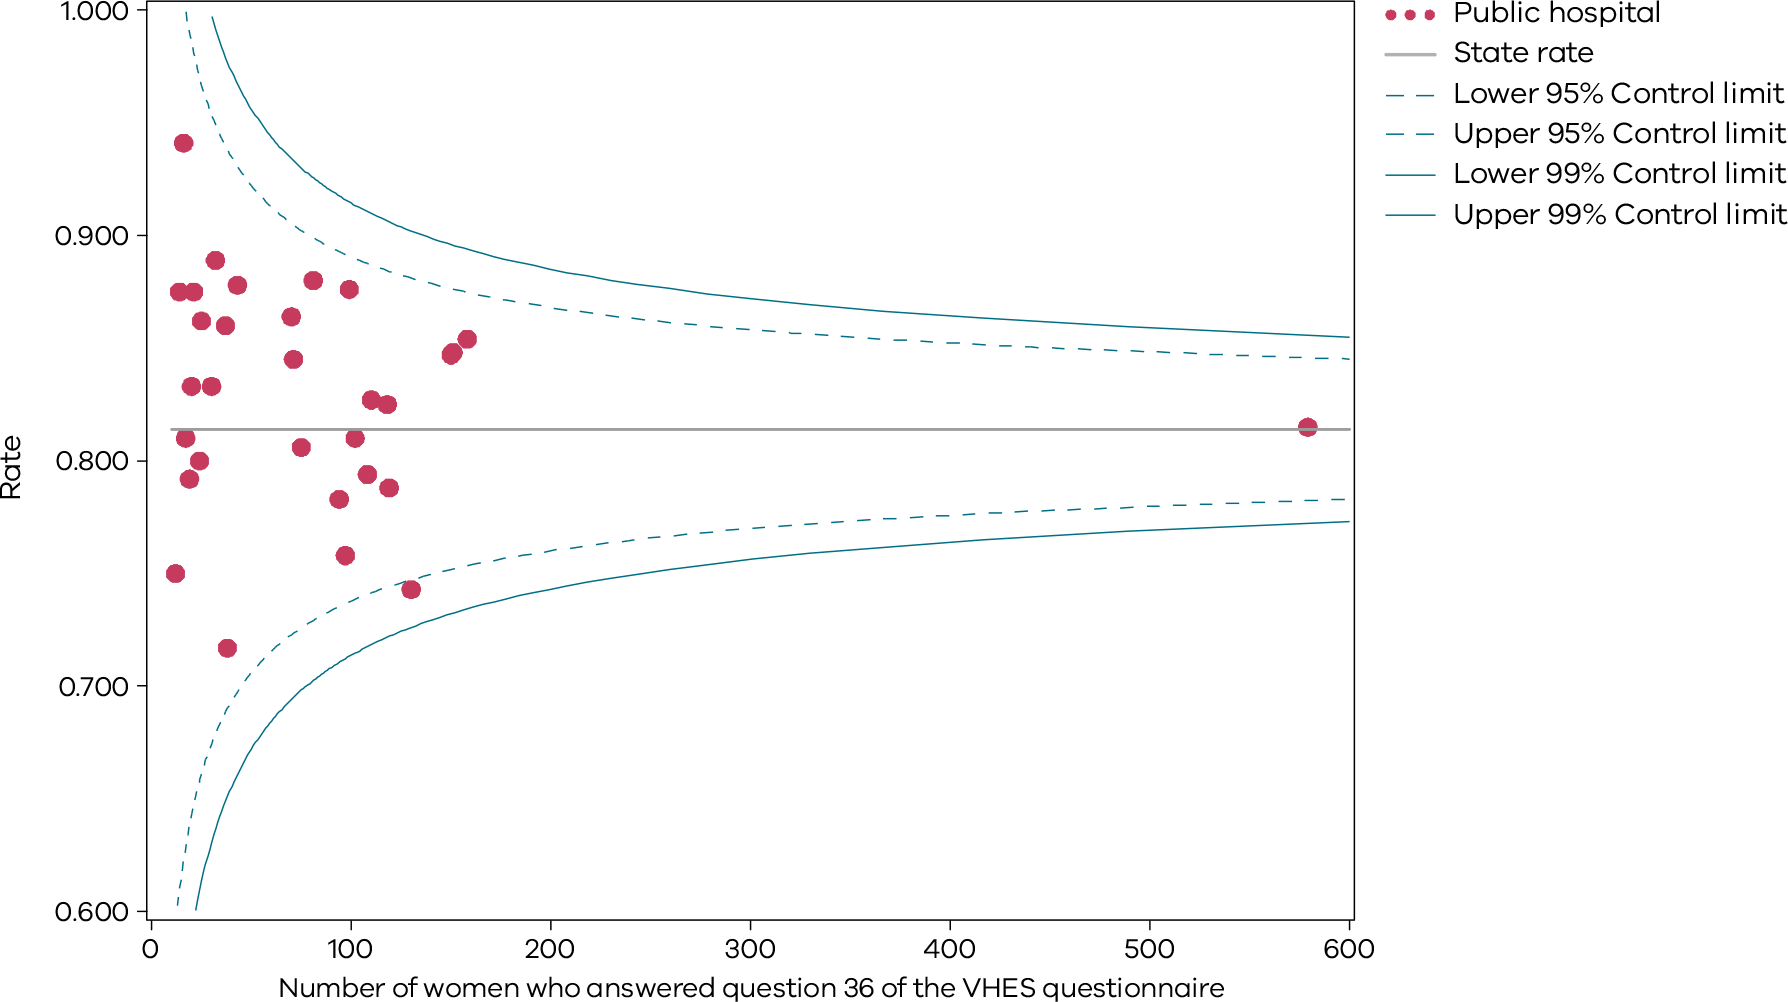 1.000
0.900
0.800
0.700
0.600
Rate
0 100 200 300 400 500 600
Number of women who answered question 36 of the VHES questionnaire
Public hospital
State rate
Lower 95% Control limit
Upper 95% Control limit
Lower 99% Control limit
Upper 99% Control limit